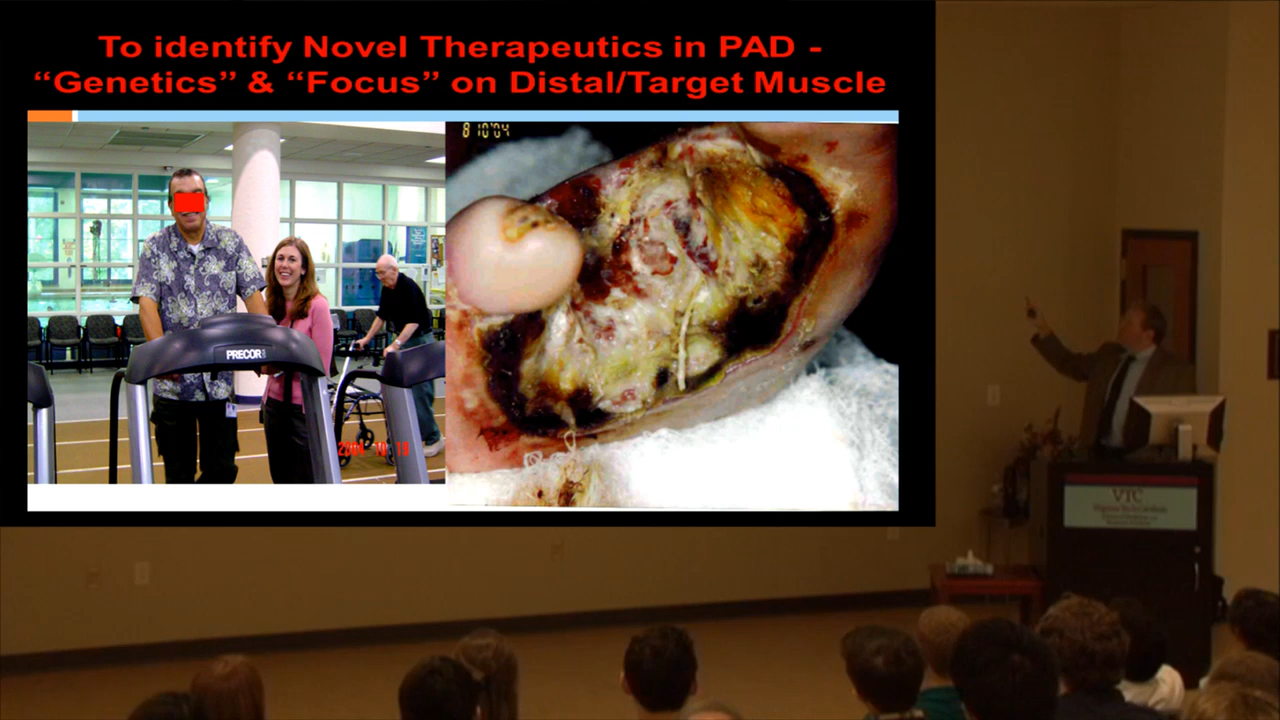 To identify Novel Therapeutics in PAD -
“Genetics” & “Focus” on Distal/Target Muscle
8 10'04
PRECOR
2004 10 19
VTC